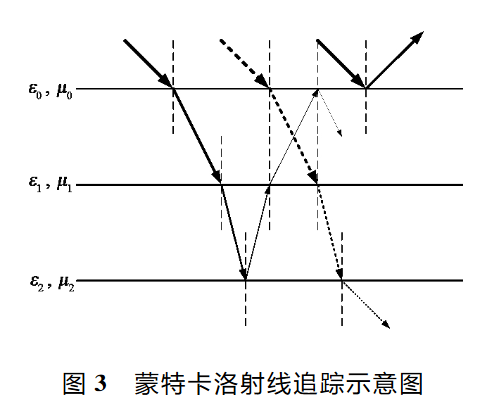 ε₀, μ₀
ε₁, μ₁
ε₂, μ₂
图 3 蒙特卡洛射线追踪示意图